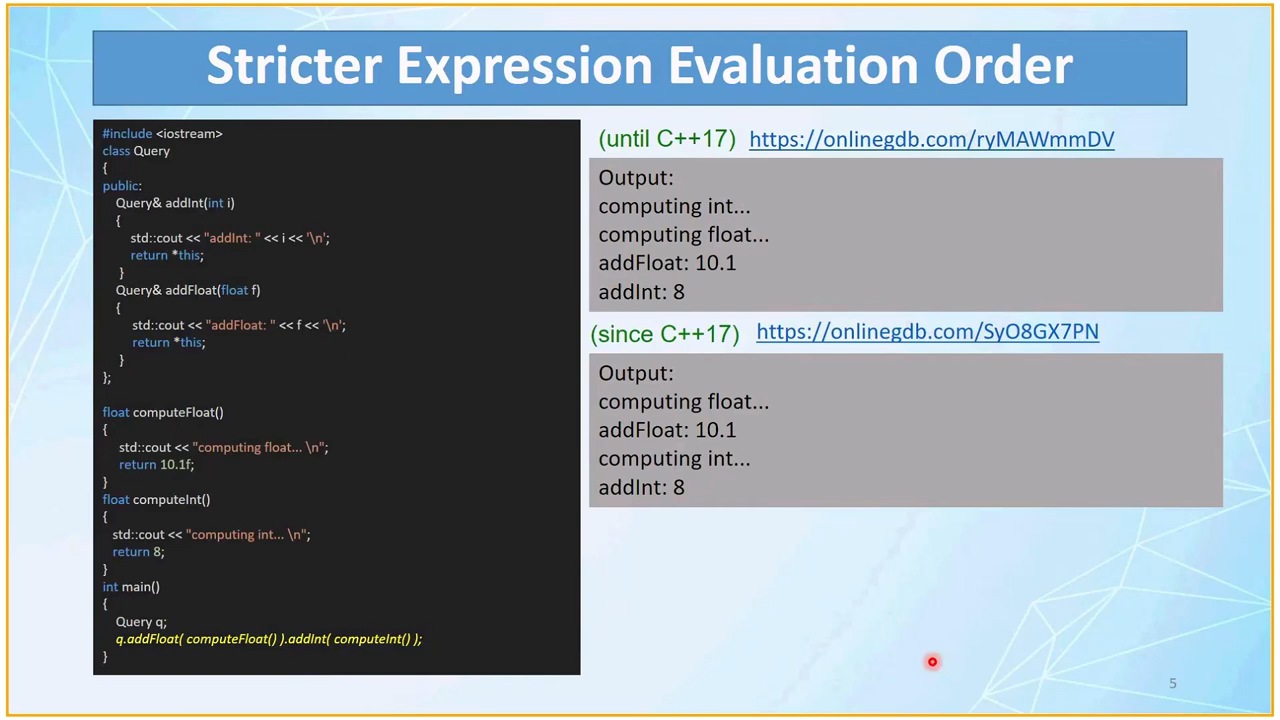 Stricter Expression Evaluation Order
#include <iostream>
class Query
{
public:
Query& addInt(int i)
{
std::cout << "addInt: " << i << '\n';
return *this;
}
Query& addFloat(float f)
{
std::cout << "addFloat: " << f << '\n';
return *this;
}
};
float computeFloat()
{
std::cout << "computing float... \n";
return 10.1f;
}
float computeInt()
{
std::cout << "computing int... \n";
return 8;
}
int main()
{
Query q;
q.addFloat( computeFloat() ).addInt( computeInt() );
}
(until C++17) https://onlinegdb.com/ryMAWmmDV
Output:
computing int...
computing float...
addFloat: 10.1
addInt: 8
(since C++17) https://onlinegdb.com/SyO8GX7PN
Output:
computing float...
addFloat: 10.1
computing int...
addInt: 8
5